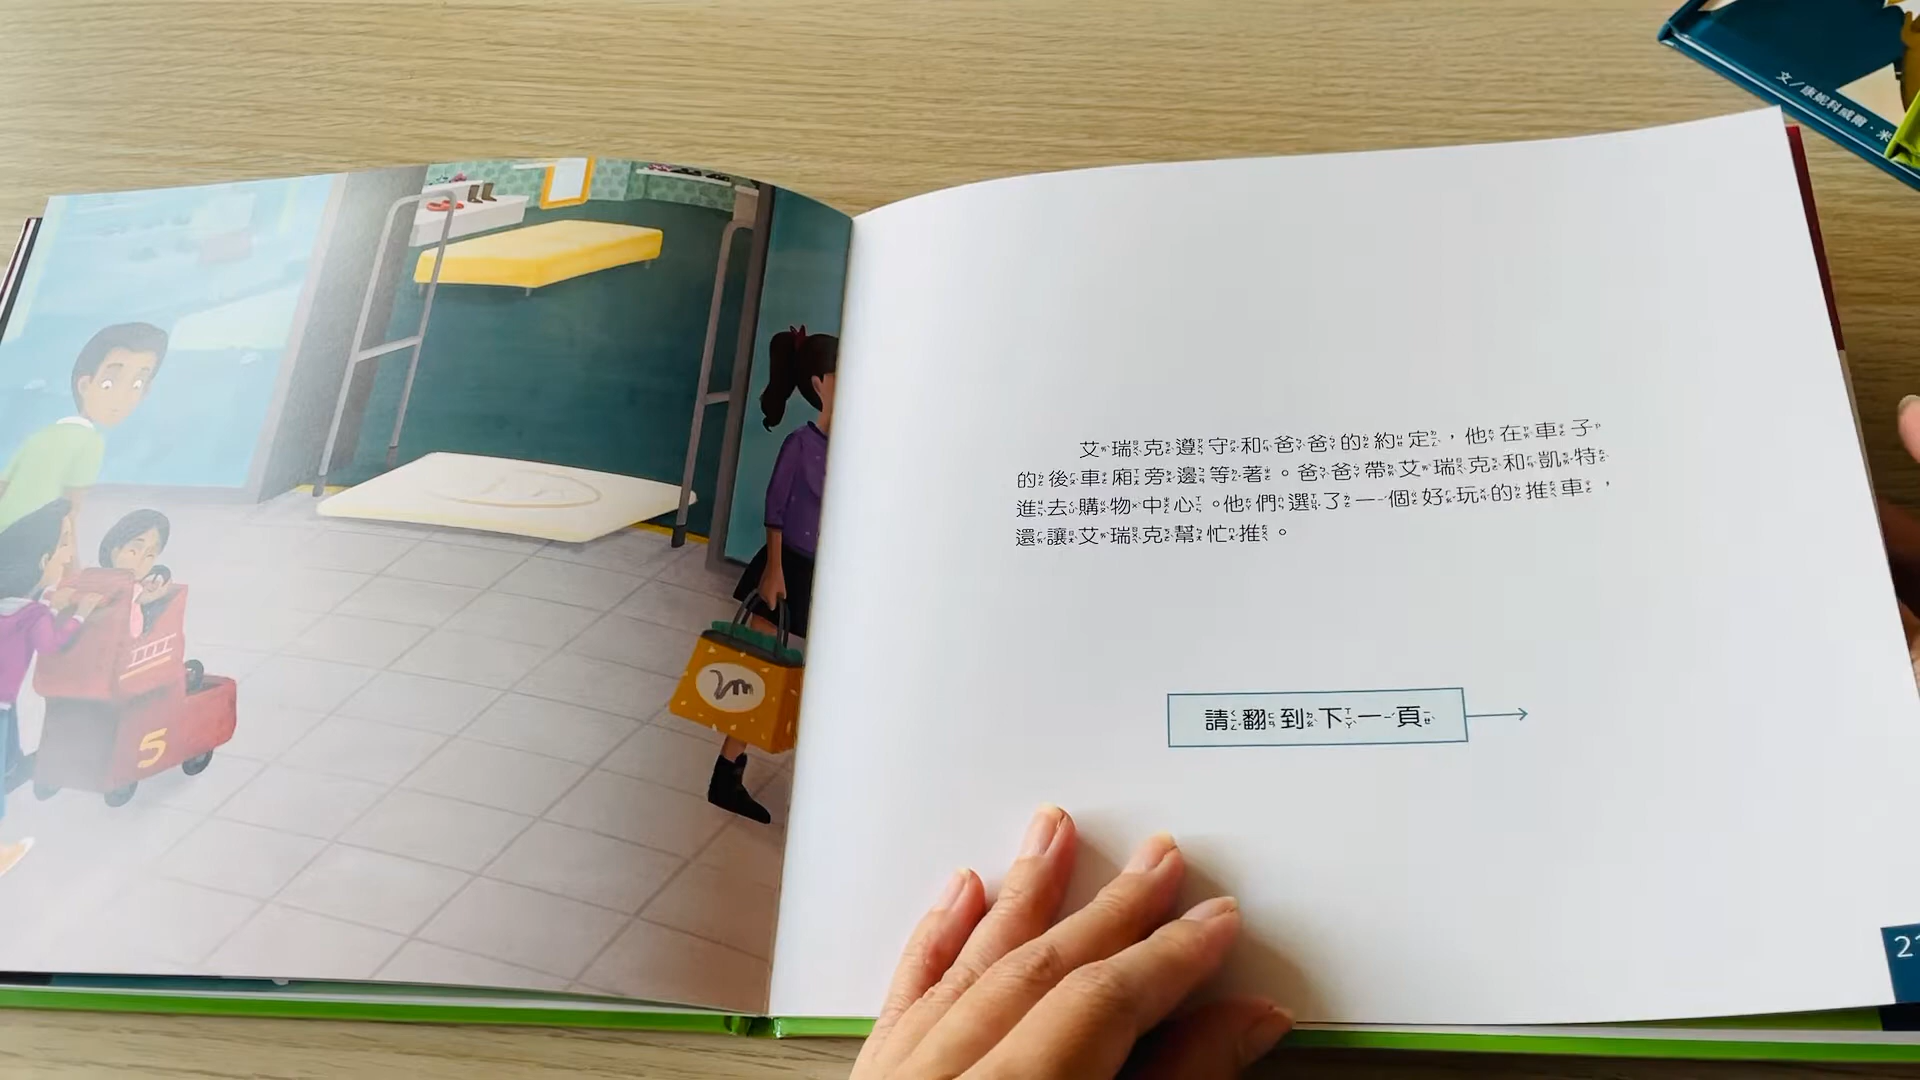 文／康妮科威爾·米
艾瑞克遵守和爸爸的約定，他在車子
的後車廂旁邊等著。爸爸帶艾瑞克和凱特
進去購物中心。他們選了一個好玩的推車，
還讓艾瑞克幫忙推。
請翻到下一頁
5